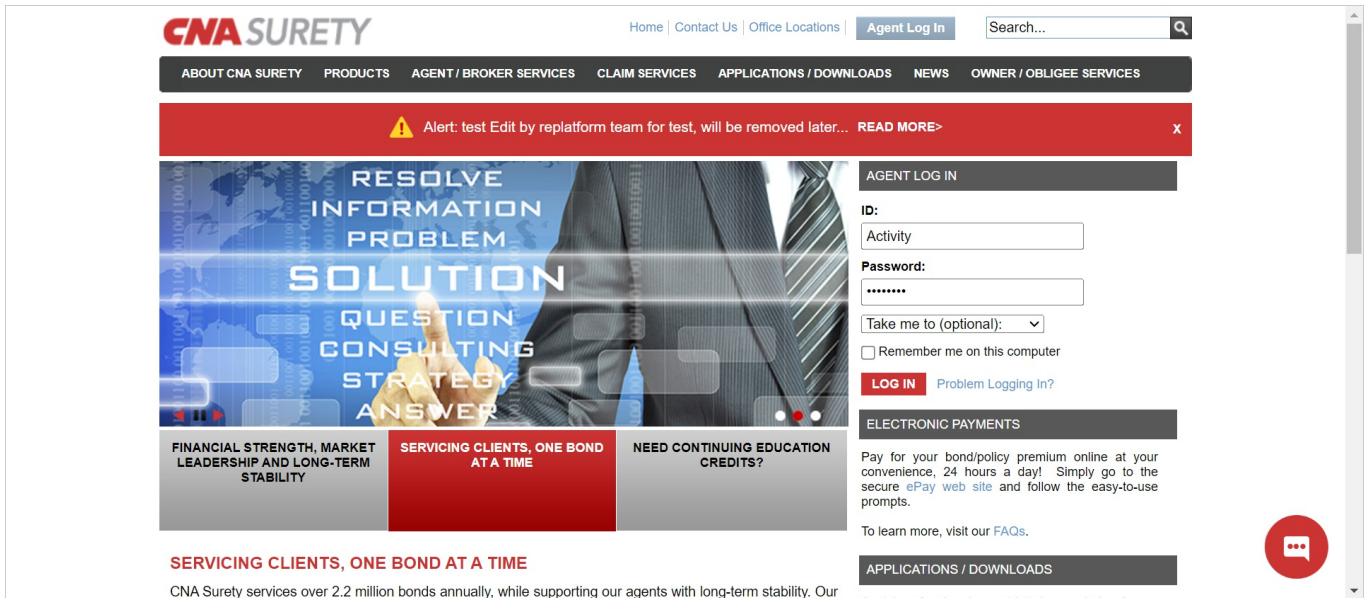 CNA SURETY
Home | Contact Us | Office Locations | Agent Log In
Search...
ABOUT CNA SURETY PRODUCTS AGENT / BROKER SERVICES CLAIM SERVICES APPLICATIONS / DOWNLOADS NEWS OWNER / OBLIGEE SERVICES
Alert: test Edit by replatform team for test, will be removed later... READ MORE> X
RESOLVE
INFORMATION
PROBLEM
SOLUTION
QUESTION
CONSULTING
STRATEGY
ANSWER
FINANCIAL STRENGTH, MARKET
LEADERSHIP AND LONG-TERM
STABILITY
SERVICING CLIENTS, ONE BOND
AT A TIME
NEED CONTINUING EDUCATION
CREDITS?
SERVICING CLIENTS, ONE BOND AT A TIME
CNA Surety services over 2.2 million bonds annually, while supporting our agents with long-term stability. Our
AGENT LOG IN
ID:
Activity
Password:
••••••••
Take me to (optional):
Remember me on this computer
LOG IN Problem Logging In?
ELECTRONIC PAYMENTS
Pay for your bond/policy premium online at your
convenience, 24 hours a day! Simply go to the
secure ePay web site and follow the easy-to-use
prompts.
To learn more, visit our FAQs.
APPLICATIONS / DOWNLOADS